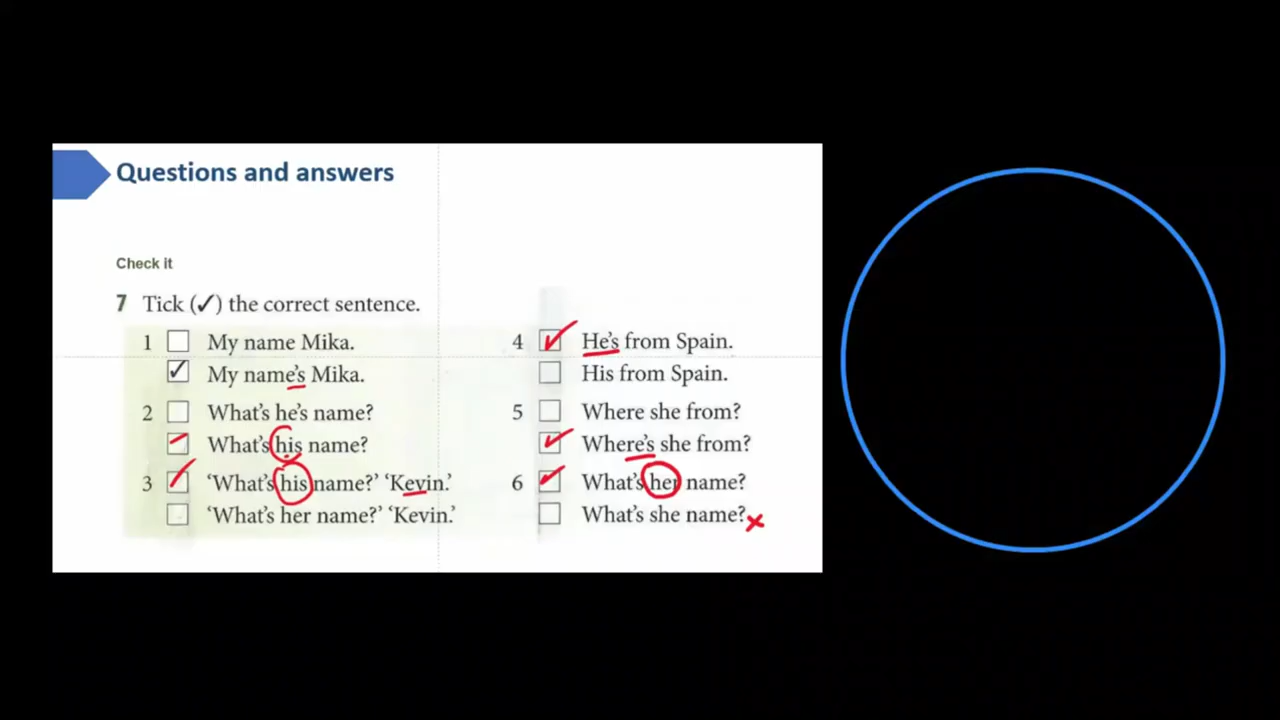 Questions and answers
Check it
7 Tick (✓) the correct sentence.
1 My name Mika.
My name's Mika.
2 What's he's name?
What's his name?
3 'What's his name?' 'Kevin.'
'What's her name?' 'Kevin.'
4 He's from Spain.
His from Spain.
5 Where she from?
Where's she from?
6 What's her name?
What's she name?